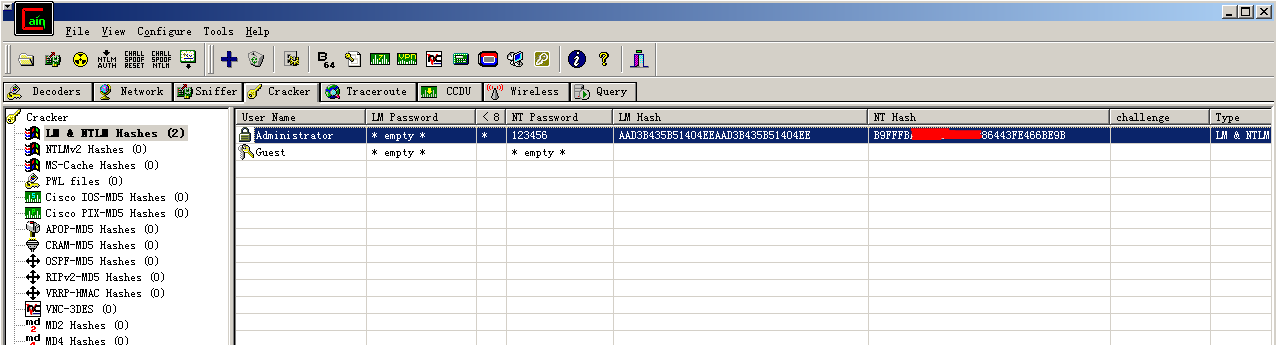 Cain
File View Configure Tools Help
NTLM AUTH
CHALL SPOOF RESET
CHALL SPOOF NTLM
B 64
Decoders Network Sniffer Cracker Traceroute CCDU Wireless Query
Cracker
LM & NTLM Hashes (2)
NTLMv2 Hashes (0)
MS-Cache Hashes (0)
PWL files (0)
Cisco IOS-MD5 Hashes (0)
Cisco PIX-MD5 Hashes (0)
APOP-MD5 Hashes (0)
CRAM-MD5 Hashes (0)
OSPF-MD5 Hashes (0)
RIPv2-MD5 Hashes (0)
VRRP-HMAC Hashes (0)
VNC-3DES (0)
MD2 Hashes (0)
MD4 Hashes (0)
User Name LM Password < 8 NT Password LM Hash NT Hash challenge Type
Administrator * empty * * 123456 AAD3B435B51404EEAAD3B435B51404EE B9FFFB 86443FE466BE9B LM & NTLM
Guest * empty * * empty *